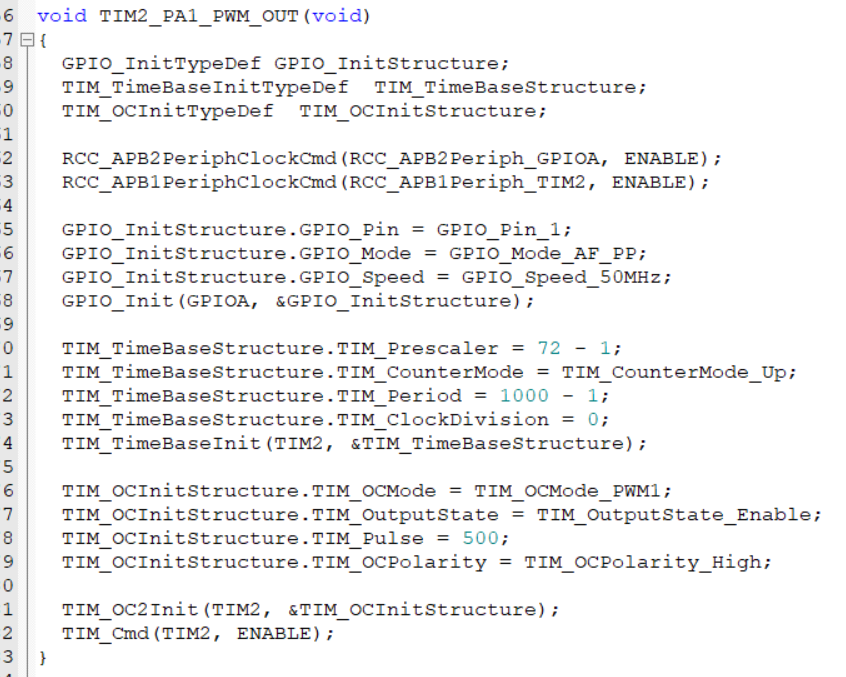 6 void TIM2_PA1_PWM_OUT(void)
7 {
8 GPIO_InitTypeDef GPIO_InitStructure;
9 TIM_TimeBaseInitTypeDef  TIM_TimeBaseStructure;
0 TIM_OCInitTypeDef  TIM_OCInitStructure;
1
2 RCC_APB2PeriphClockCmd(RCC_APB2Periph_GPIOA, ENABLE);
3 RCC_APB1PeriphClockCmd(RCC_APB1Periph_TIM2, ENABLE);
4
5 GPIO_InitStructure.GPIO_Pin = GPIO_Pin_1;
6 GPIO_InitStructure.GPIO_Mode = GPIO_Mode_AF_PP;
7 GPIO_InitStructure.GPIO_Speed = GPIO_Speed_50MHz;
8 GPIO_Init(GPIOA, &GPIO_InitStructure);
9
0 TIM_TimeBaseStructure.TIM_Prescaler = 72 - 1;
1 TIM_TimeBaseStructure.TIM_CounterMode = TIM_CounterMode_Up;
2 TIM_TimeBaseStructure.TIM_Period = 1000 - 1;
3 TIM_TimeBaseStructure.TIM_ClockDivision = 0;
4 TIM_TimeBaseInit(TIM2, &TIM_TimeBaseStructure);
5
6 TIM_OCInitStructure.TIM_OCMode = TIM_OCMode_PWM1;
7 TIM_OCInitStructure.TIM_OutputState = TIM_OutputState_Enable;
8 TIM_OCInitStructure.TIM_Pulse = 500;
9 TIM_OCInitStructure.TIM_OCPolarity = TIM_OCPolarity_High;
0
1 TIM_OC2Init(TIM2, &TIM_OCInitStructure);
2 TIM_Cmd(TIM2, ENABLE);
3 }